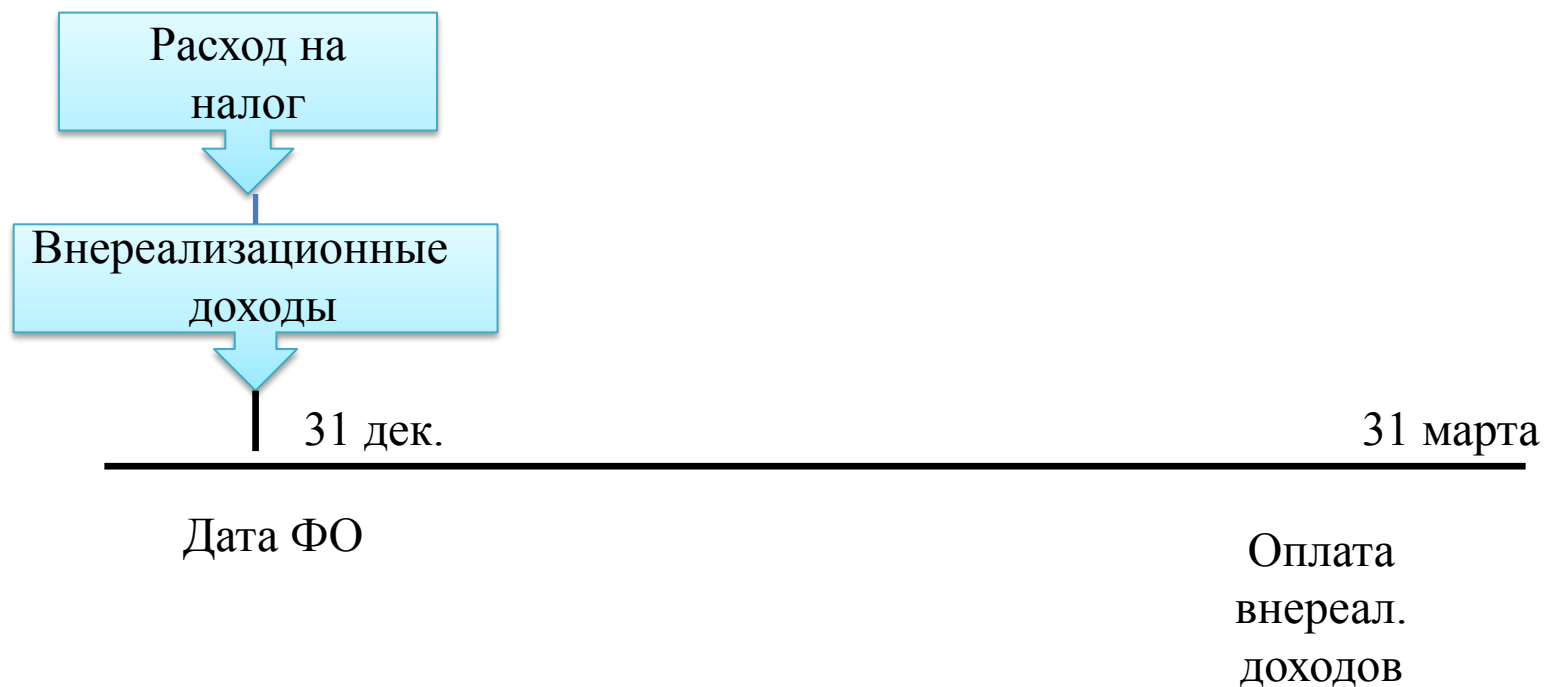 Расход на
налог
Внереализационные
доходы
31 дек.
31 марта
Дата ФО
Оплата
внереал.
доходов